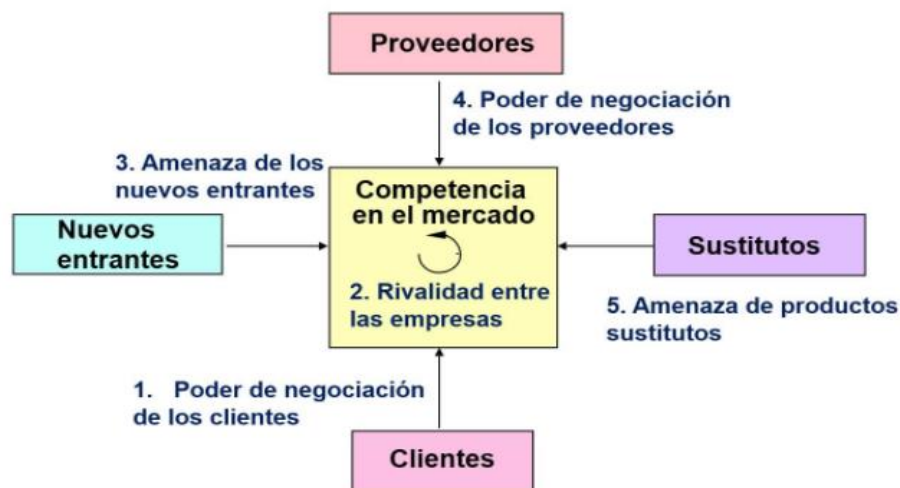 Proveedores
4. Poder de negociación
de los proveedores
3. Amenaza de los
nuevos entrantes
Competencia
en el mercado
Nuevos
entrantes
Sustitutos
2. Rivalidad entre
las empresas
5. Amenaza de productos
sustitutos
1. Poder de negociación
de los clientes
Clientes